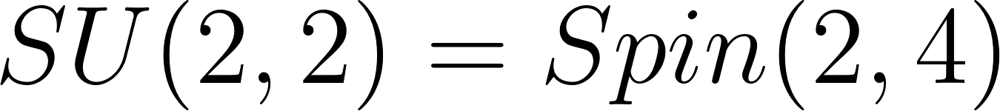 SU(2, 2) = Spin(2, 4)